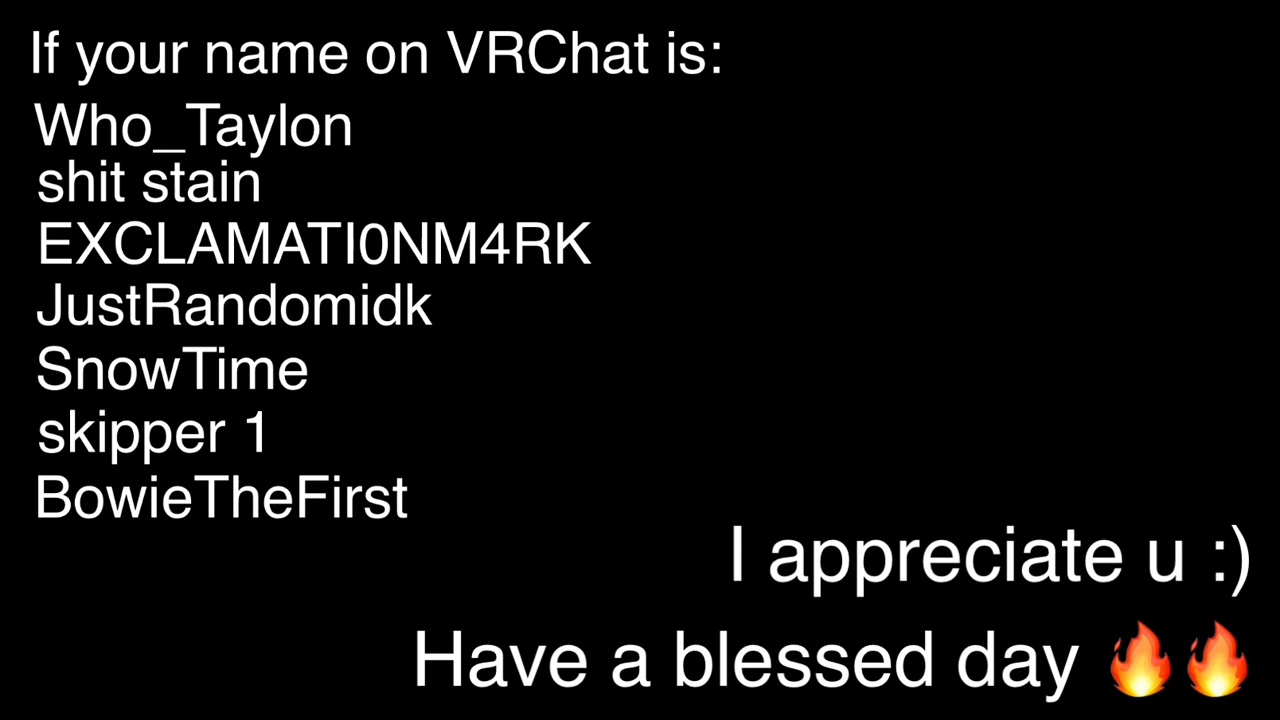 If your name on VRChat is:
Who_Taylon
shit stain
EXCLAMATI0NM4RK
JustRandomidk
SnowTime
skipper 1
BowieTheFirst
I appreciate u :)
Have a blessed day 🔥🔥